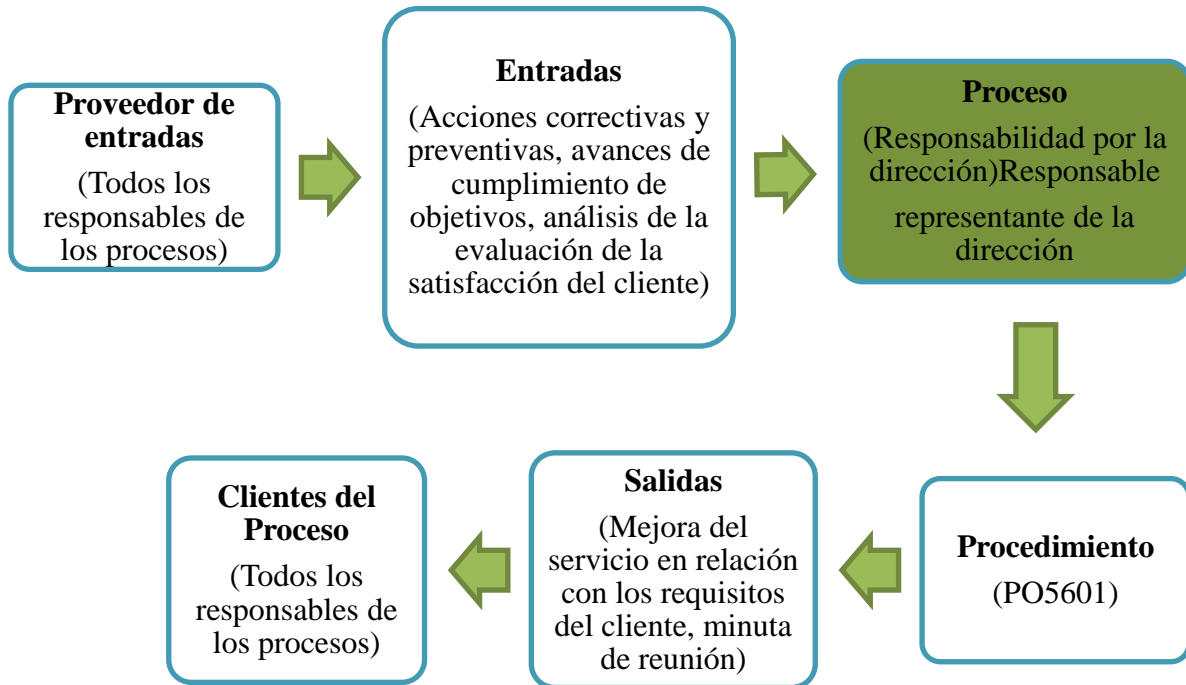 Proveedor de
entradas
(Todos los
responsables de
los procesos)
Entradas
(Acciones correctivas y
preventivas, avances de
cumplimiento de
objetivos, análisis de la
evaluación de la
satisfacción del cliente)
Proceso
(Responsabilidad por la
dirección)Responsable
representante de la
dirección
Procedimiento
(PO5601)
Salidas
(Mejora del
servicio en relación
con los requisitos
del cliente, minuta
de reunión)
Clientes del
Proceso
(Todos los
responsables de
los procesos)